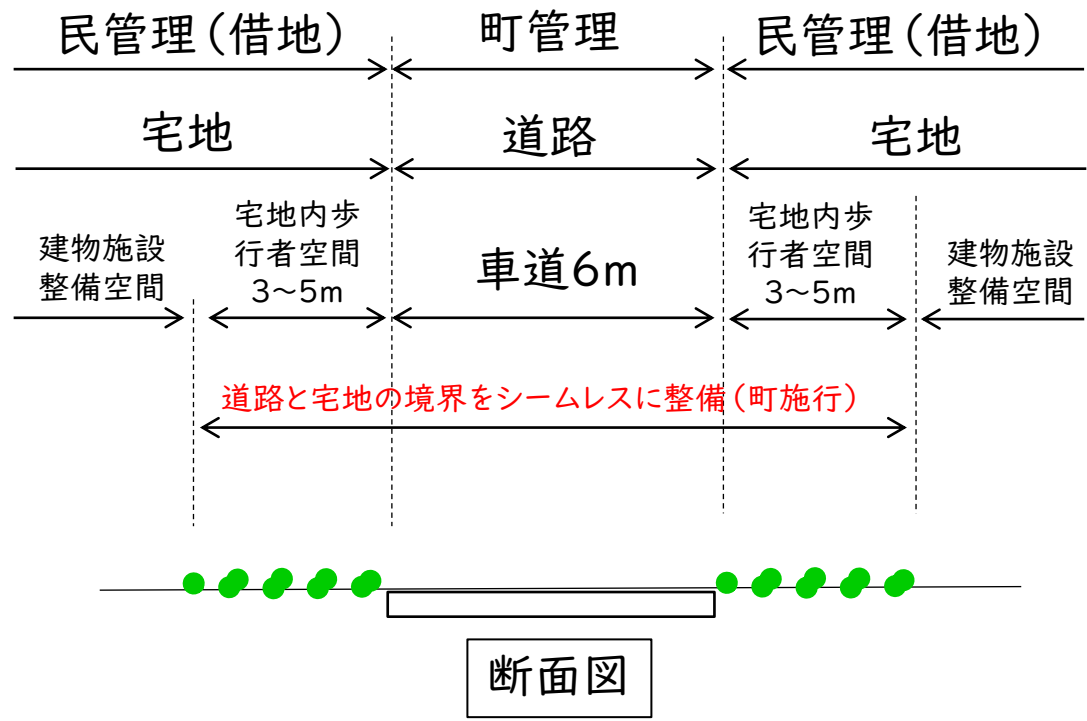 民管理(借地)
町管理
民管理(借地)
宅地
道路
宅地
建物施設
整備空間
宅地内歩
行者空間
3~5m
車道6m
宅地内歩
行者空間
3~5m
建物施設
整備空間
道路と宅地の境界をシームレスに整備(町施行)
断面図